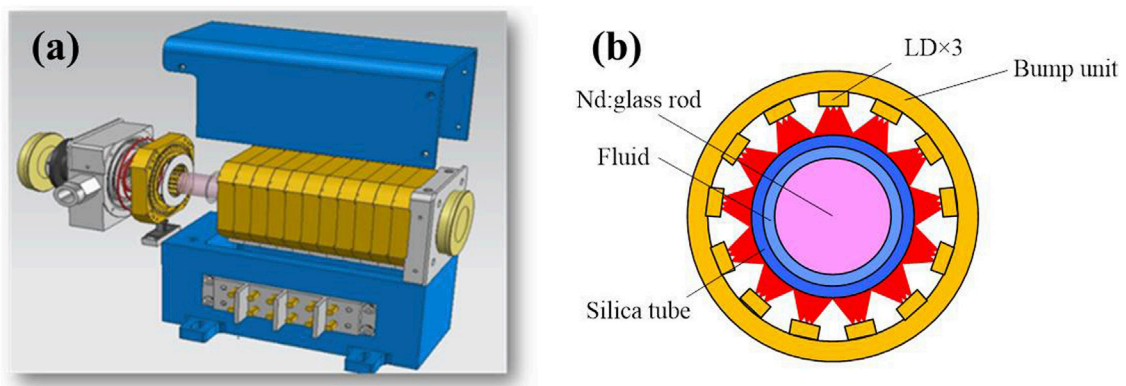 (a)
(b)
LD×3
Bump unit
Nd:glass rod
Fluid
Silica tube